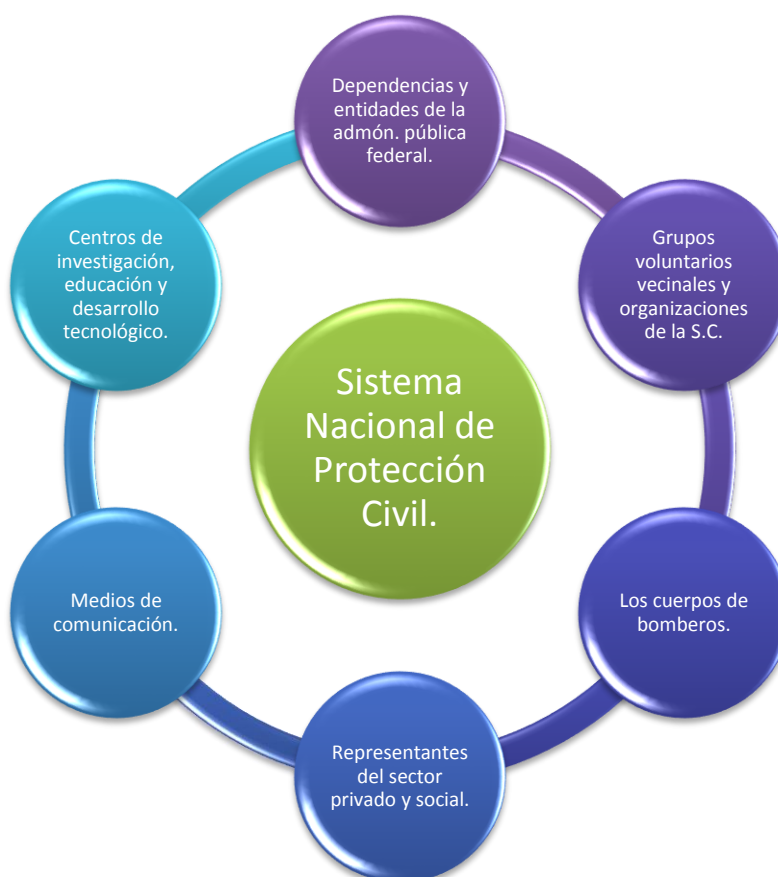 Dependencias y
entidades de la
admón. pública
federal.
Grupos
voluntarios
vecinales y
organizaciones
de la S.C.
Los cuerpos de
bomberos.
Representantes
del sector
privado y social.
Medios de
comunicación.
Centros de
investigación,
educación y
desarrollo
tecnológico.
Sistema
Nacional de
Protección
Civil.